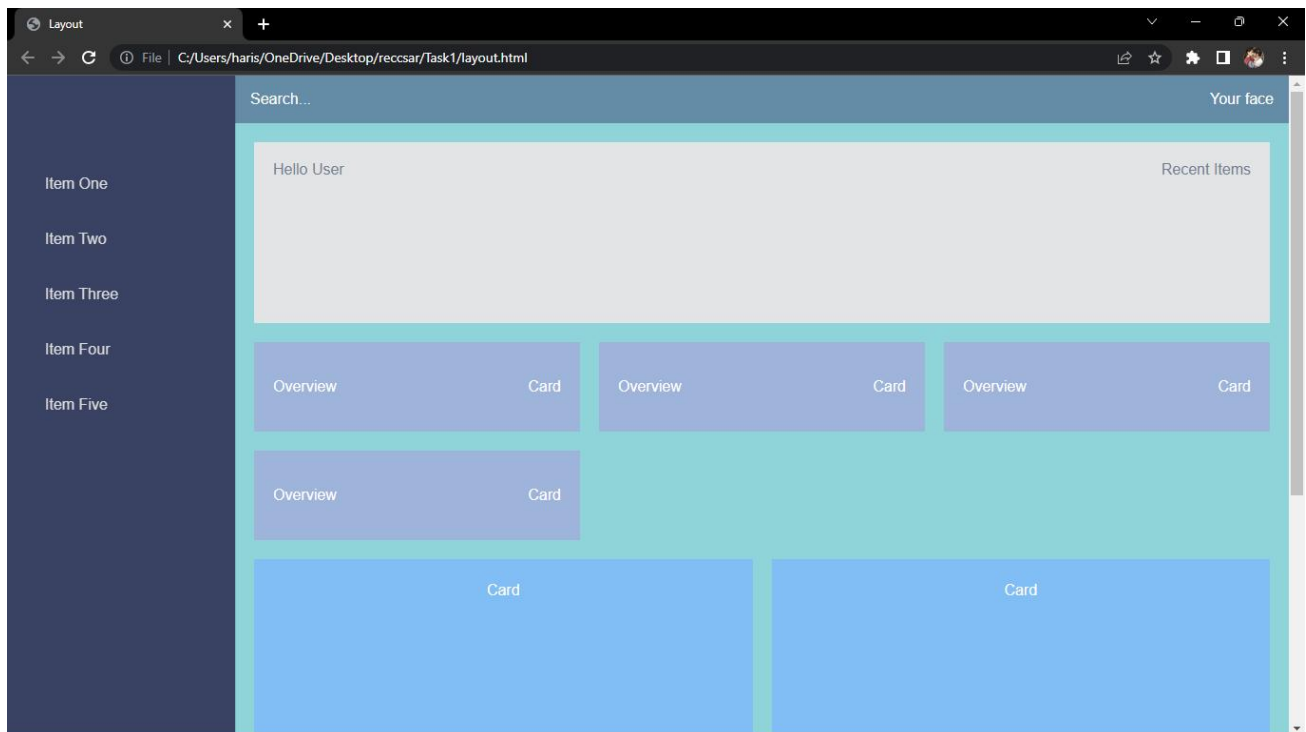 Layout
File C:/Users/haris/OneDrive/Desktop/reccsar/Task1/layout.html
Search... Your face
Item One
Item Two
Item Three
Item Four
Item Five
Hello User Recent Items
Overview Card Overview Card Overview Card
Overview Card
Card Card